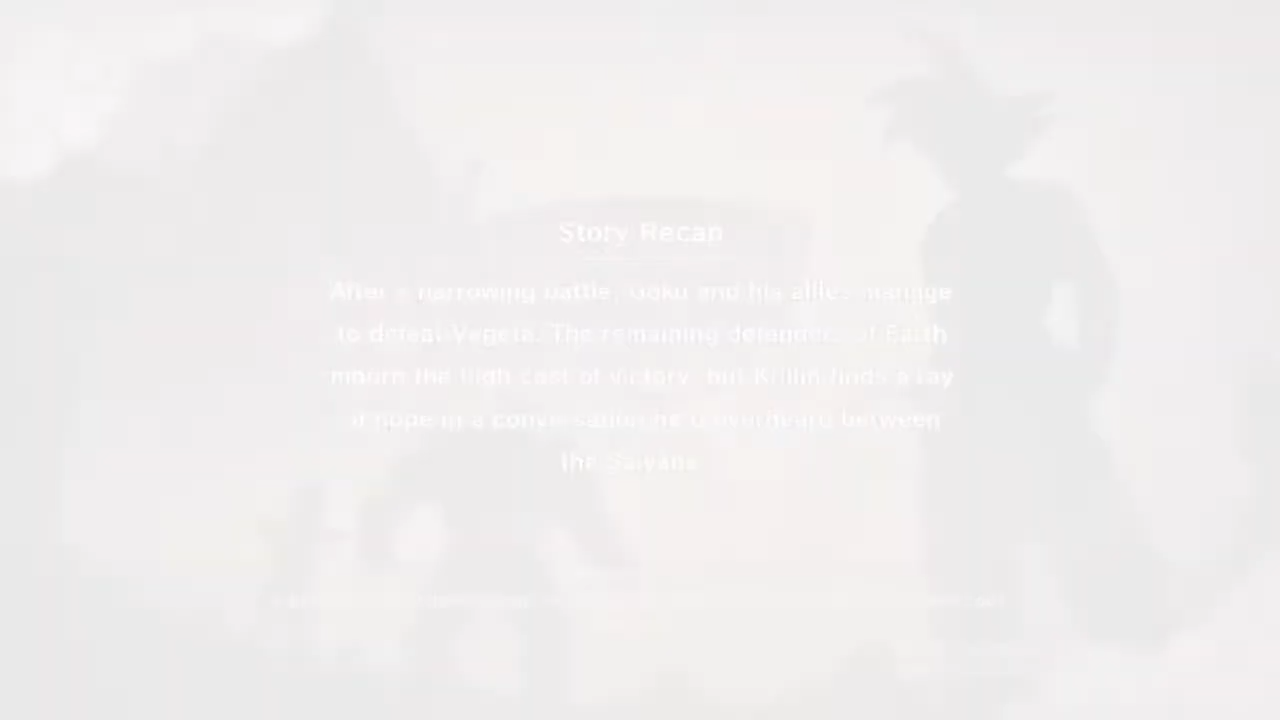 Story Recap
After a harrowing battle, Goku and his allies manage
to defeat Vegeta. The remaining defenders of Earth
mourn the high cost of victory, but Krillin finds a ray
of hope in a conversation he overheard between
the Saiyans.